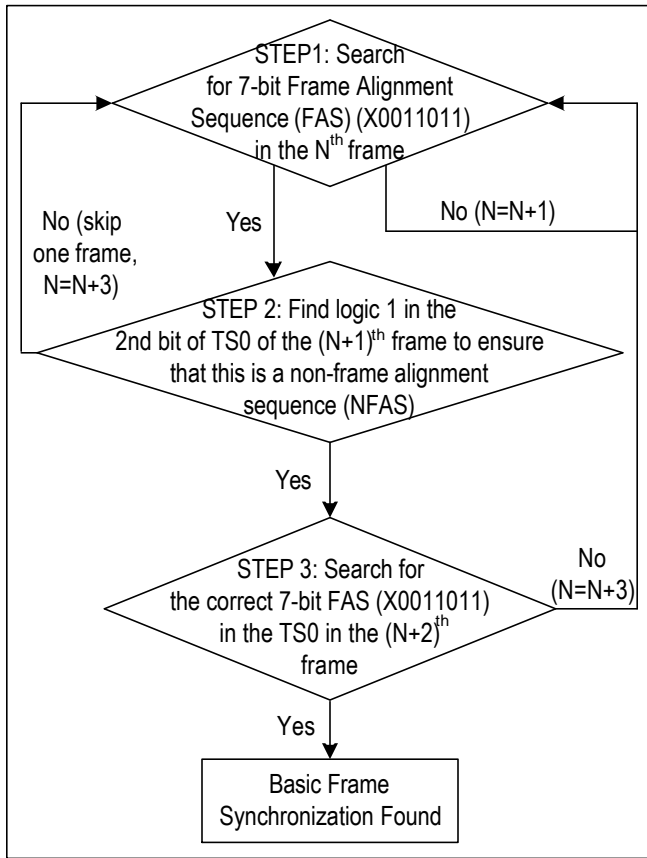 STEP1: Search
for 7-bit Frame Alignment
Sequence (FAS) (X0011011)
in the Nth frame
No (skip
one frame,
N=N+3)
Yes
No (N=N+1)
STEP 2: Find logic 1 in the
2nd bit of TS0 of the (N+1)th frame to ensure
that this is a non-frame alignment
sequence (NFAS)
Yes
STEP 3: Search for
the correct 7-bit FAS (X0011011)
in the TS0 in the (N+2)th
frame
No
(N=N+3)
Yes
Basic Frame
Synchronization Found